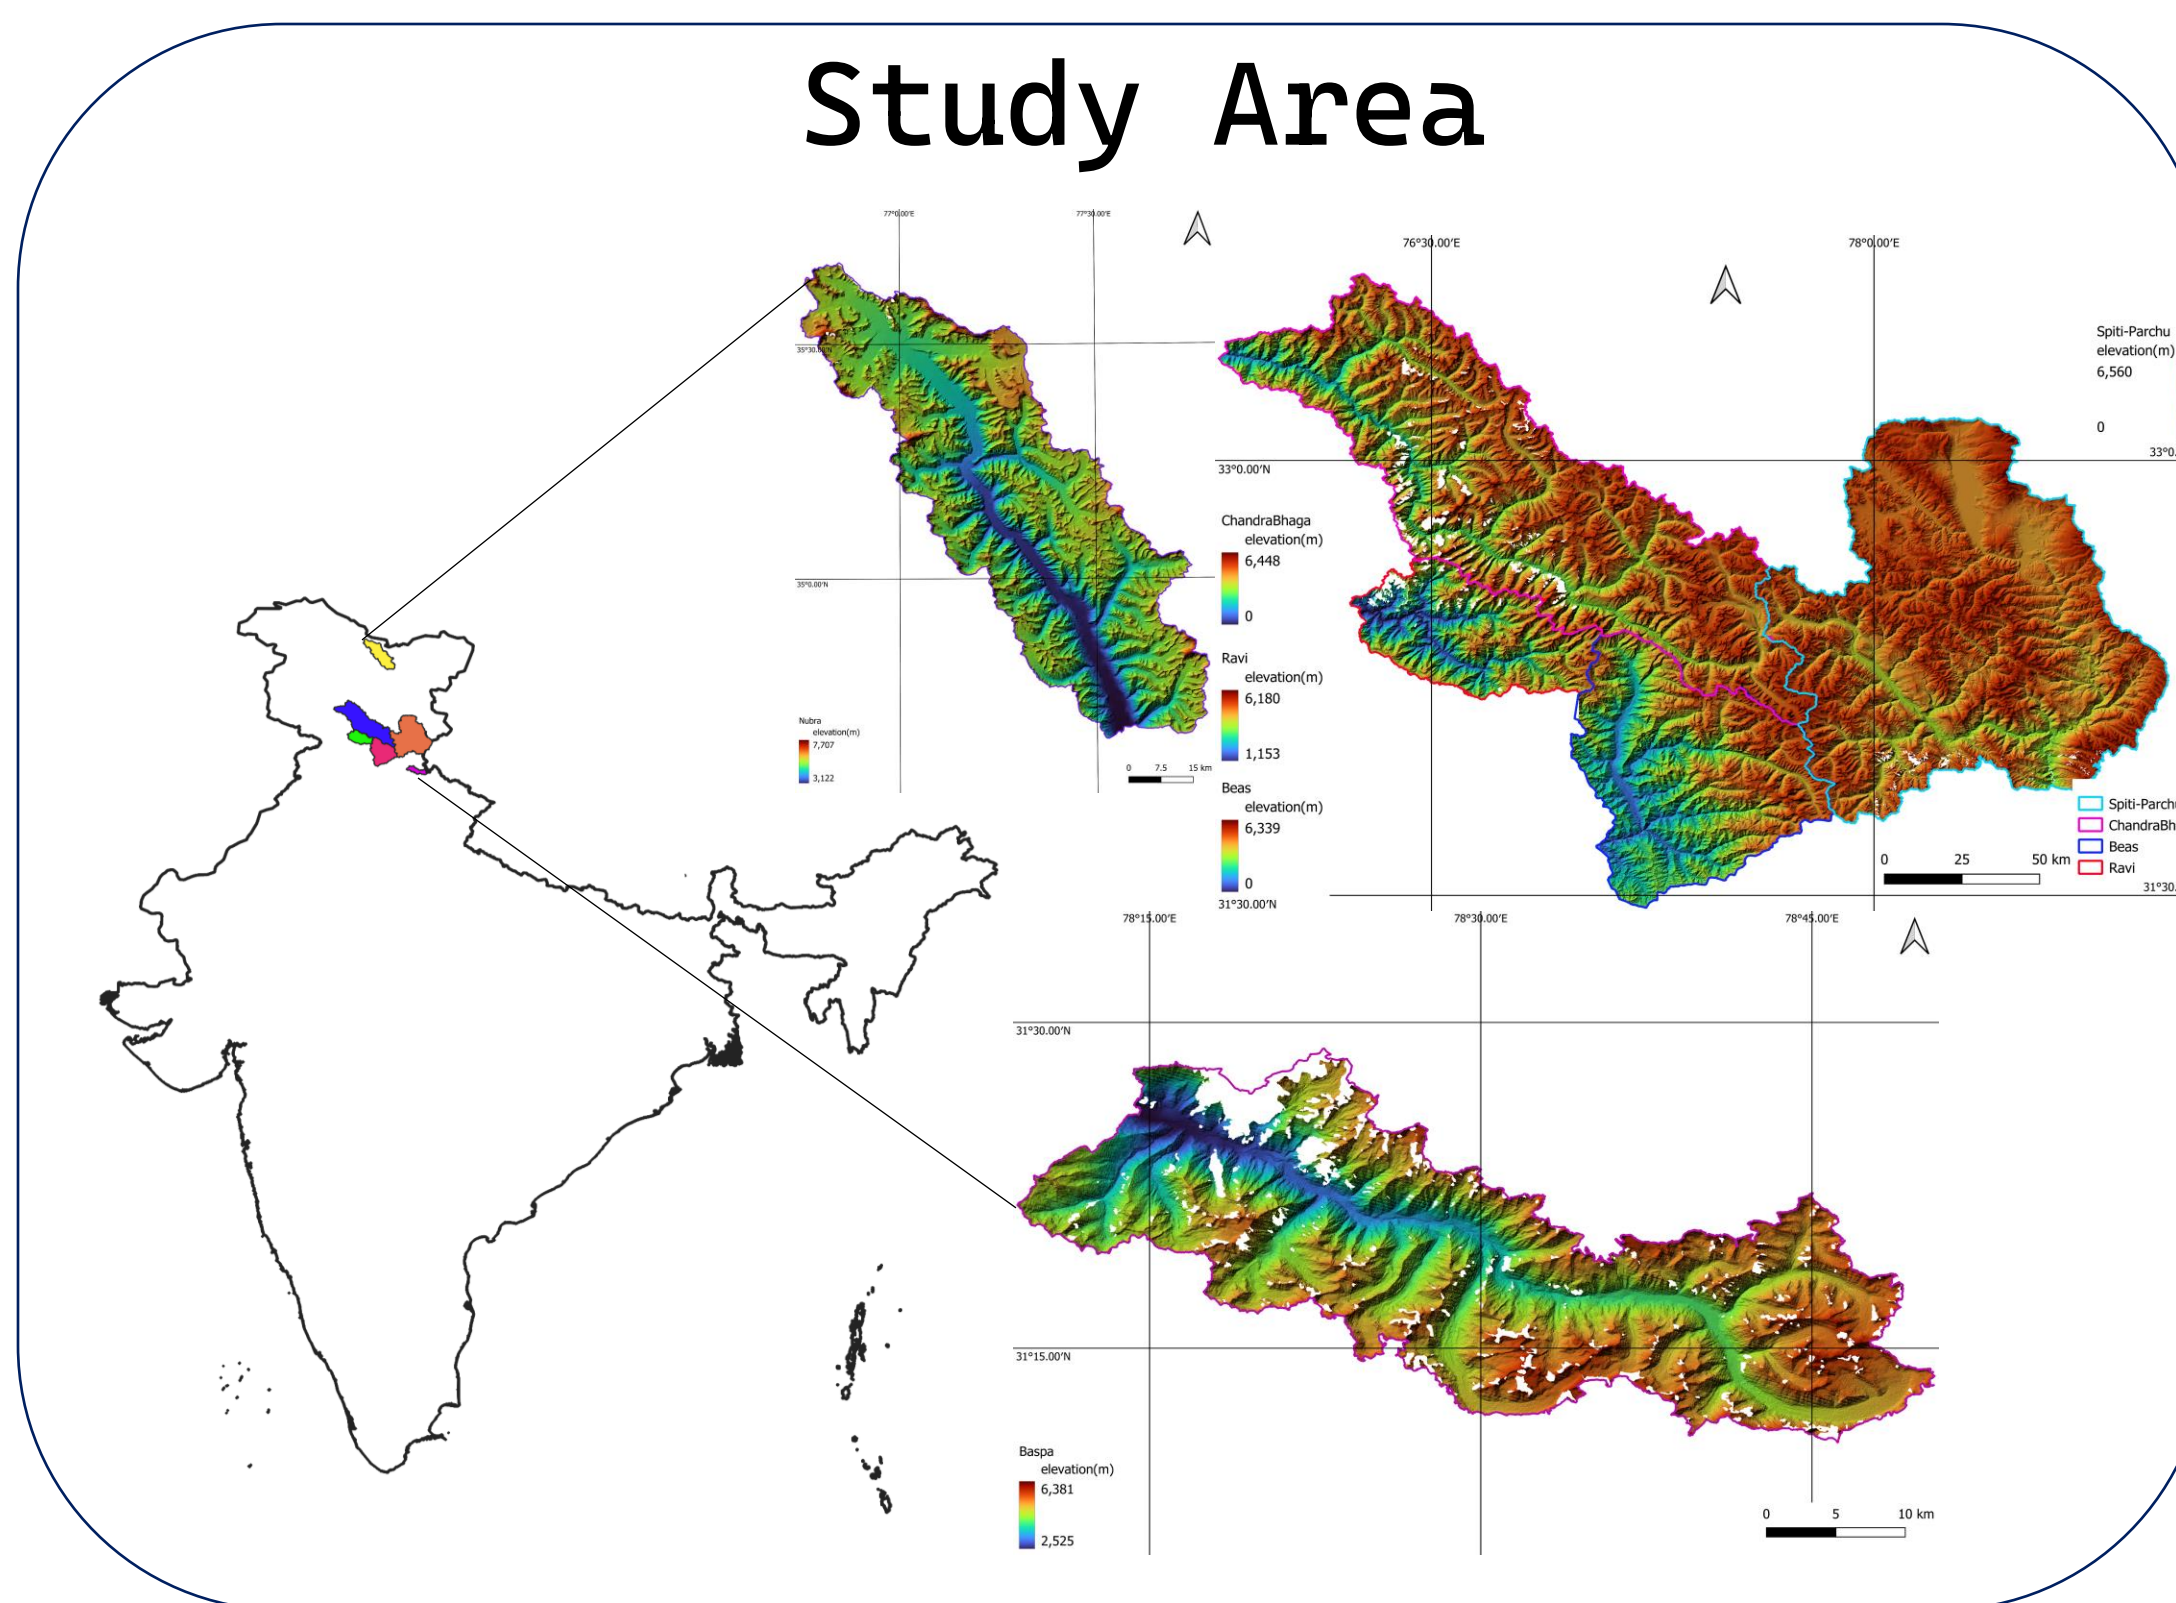 Study Area
77°0.00'E
77°30.00'E
35°30.00'N
35°0.00'N
Nubra
elevation(m)
7,707
3,122
0 7.5 15 km
76°30.00'E
78°0.00'E
33°0.00'N
33°0.
31°30.00'N
31°30.
Spiti-Parchu
elevation(m)
6,560
0
ChandraBhaga
elevation(m)
6,448
0
Ravi
elevation(m)
6,180
1,153
Beas
elevation(m)
6,339
0
0 25 50 km
Spiti-Parchu
ChandraBh
Beas
Ravi
78°15.00'E
78°30.00'E
78°45.00'E
31°30.00'N
31°15.00'N
Baspa
elevation(m)
6,381
2,525
0 5 10 km